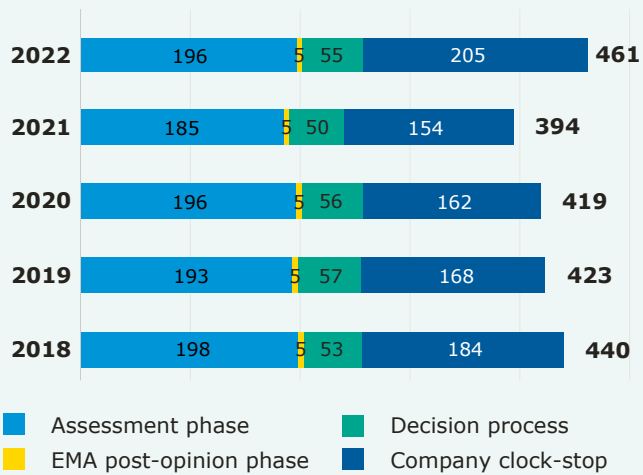 2022 196 5 55 205 461
2021 185 5 50 154 394
2020 196 5 56 162 419
2019 193 5 57 168 423
2018 198 5 53 184 440
Assessment phase Decision process
EMA post-opinion phase Company clock-stop